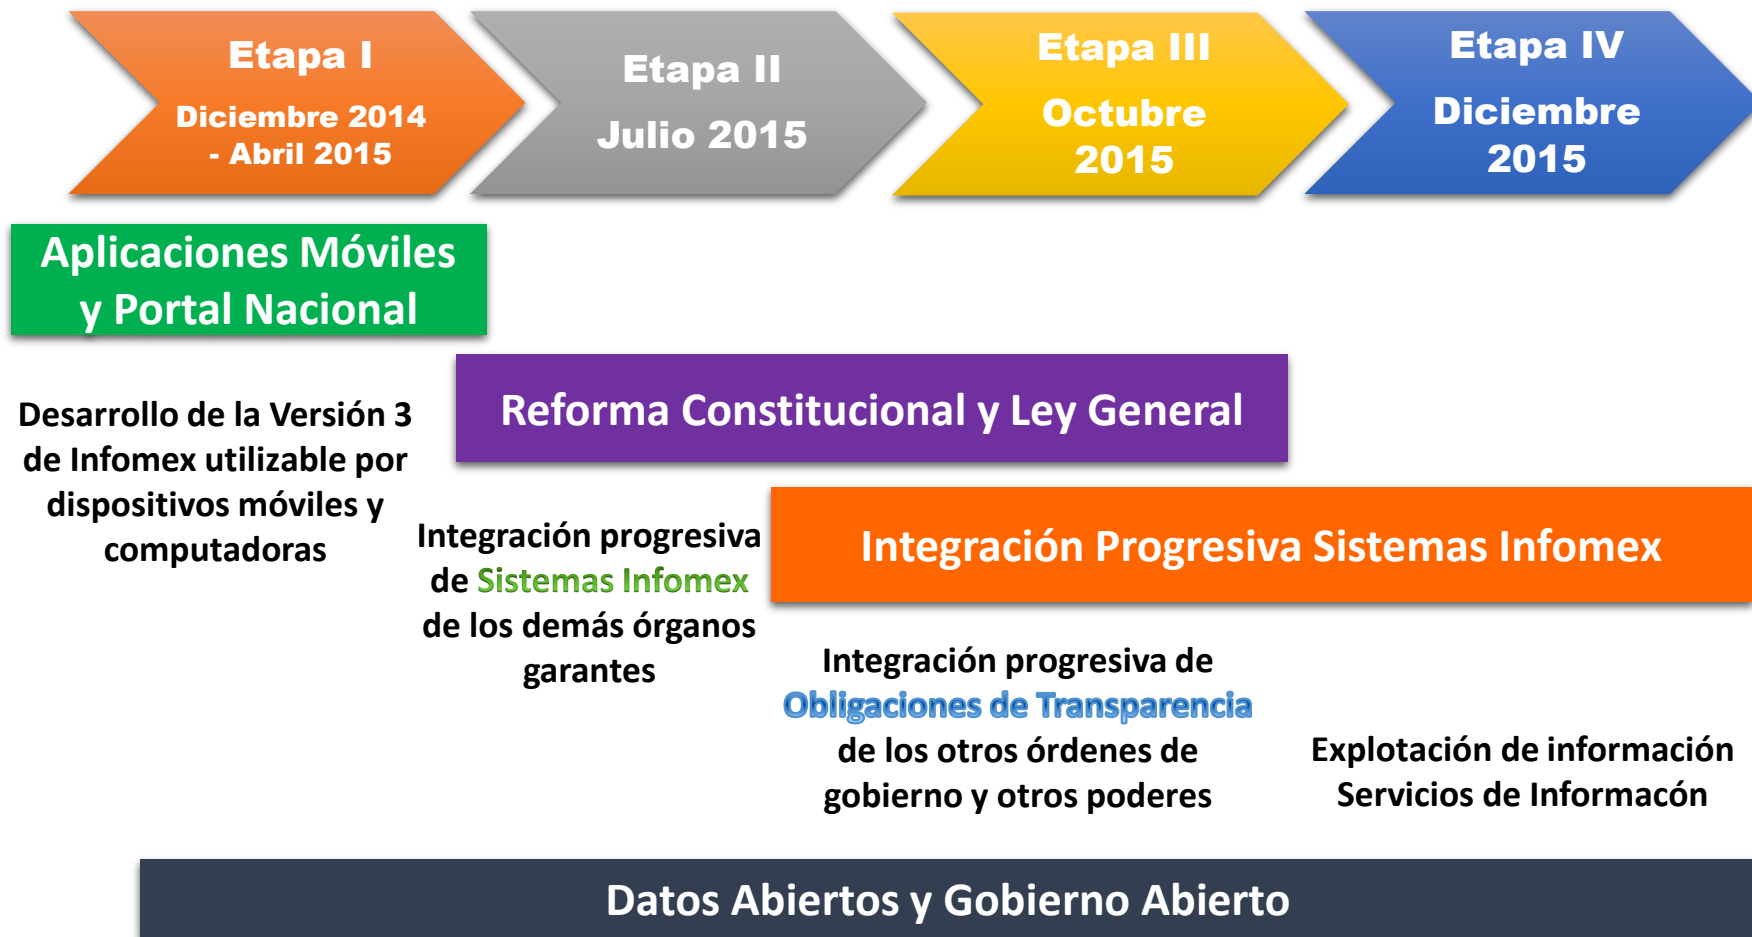 Etapa I
Diciembre 2014
- Abril 2015
Etapa II
Julio 2015
Etapa III
Octubre
2015
Etapa IV
Diciembre
2015
Aplicaciones Móviles
y Portal Nacional
Desarrollo de la Versión 3
de Infomex utilizable por
dispositivos móviles y
computadoras
Reforma Constitucional y Ley General
Integración progresiva
de Sistemas Infomex
de los demás órganos
garantes
Integración Progresiva Sistemas Infomex
Integración progresiva de
Obligaciones de Transparencia
de los otros órdenes de
gobierno y otros poderes
Explotación de información
Servicios de Informacón
Datos Abiertos y Gobierno Abierto